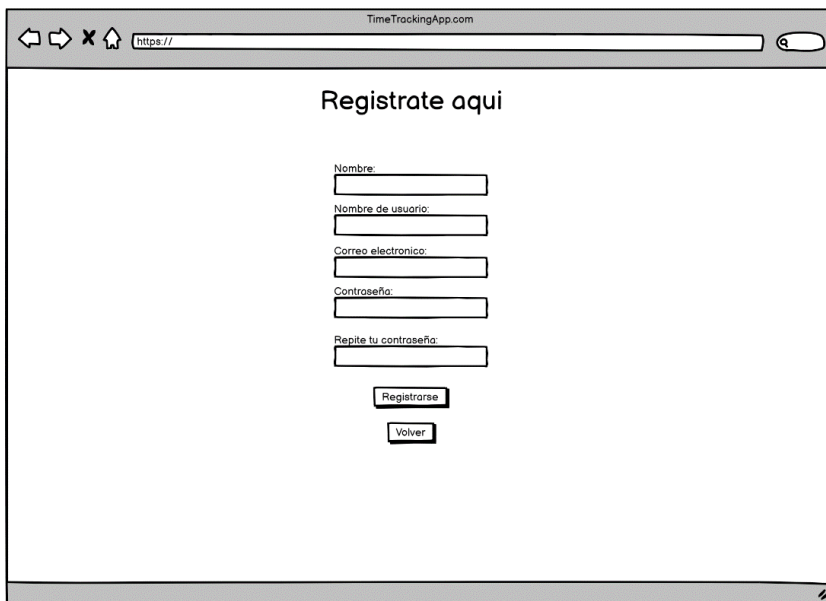 TimeTrackingApp.com
https://
Registrate aqui
Nombre:
Nombre de usuario:
Correo electronico:
Contraseña:
Repite tu contraseña:
Registrarse
Volver